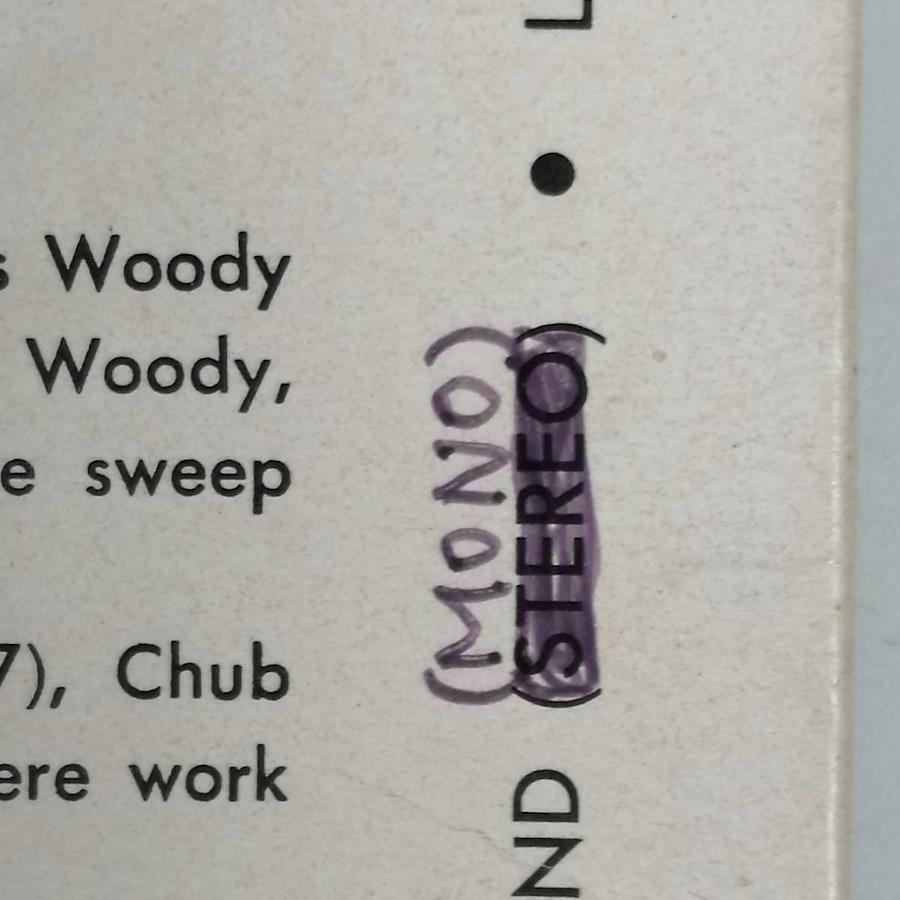 s Woody
Woody,
e sweep
7), Chub
ere work
(MONO)
ND (STEREO) • L